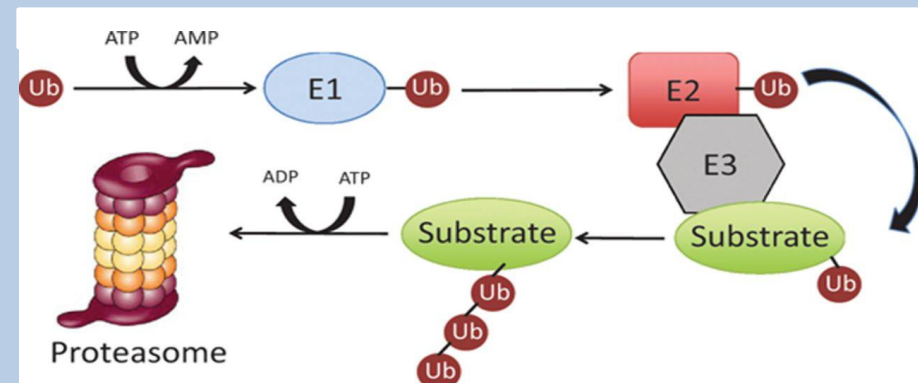 ATP AMP
Ub
E1
Ub
E2
Ub
E3
ADP ATP
Substrate
Substrate
Ub
Ub
Ub
Ub
Proteasome